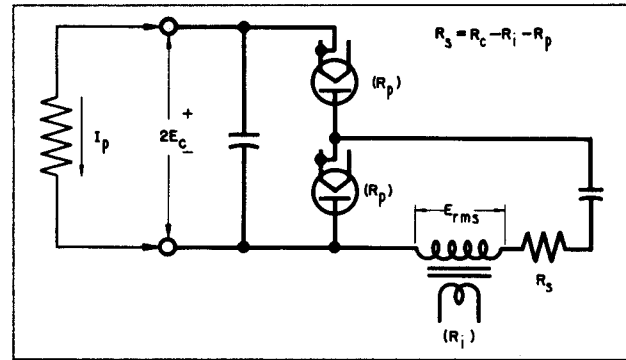 R_s = R_c – R_i – R_p
(R_p)
I_p
+
2E_c
–
(R_p)
E_rms
R_s
(R_i)